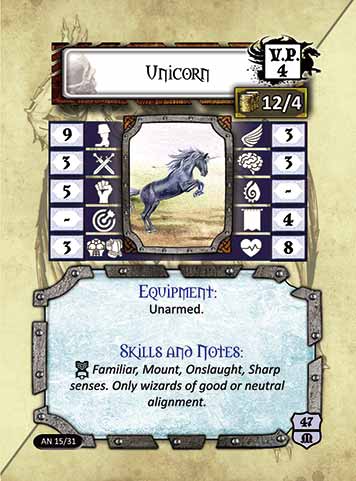 Unicorn
V.P.
4
12/4
9 3
3 3
5 -
- 4
3 8
Equipment:
Unarmed.
Skills and Notes:
Familiar, Mount, Onslaught, Sharp
senses. Only wizards of good or neutral
alignment.
AN 15/31
47
M